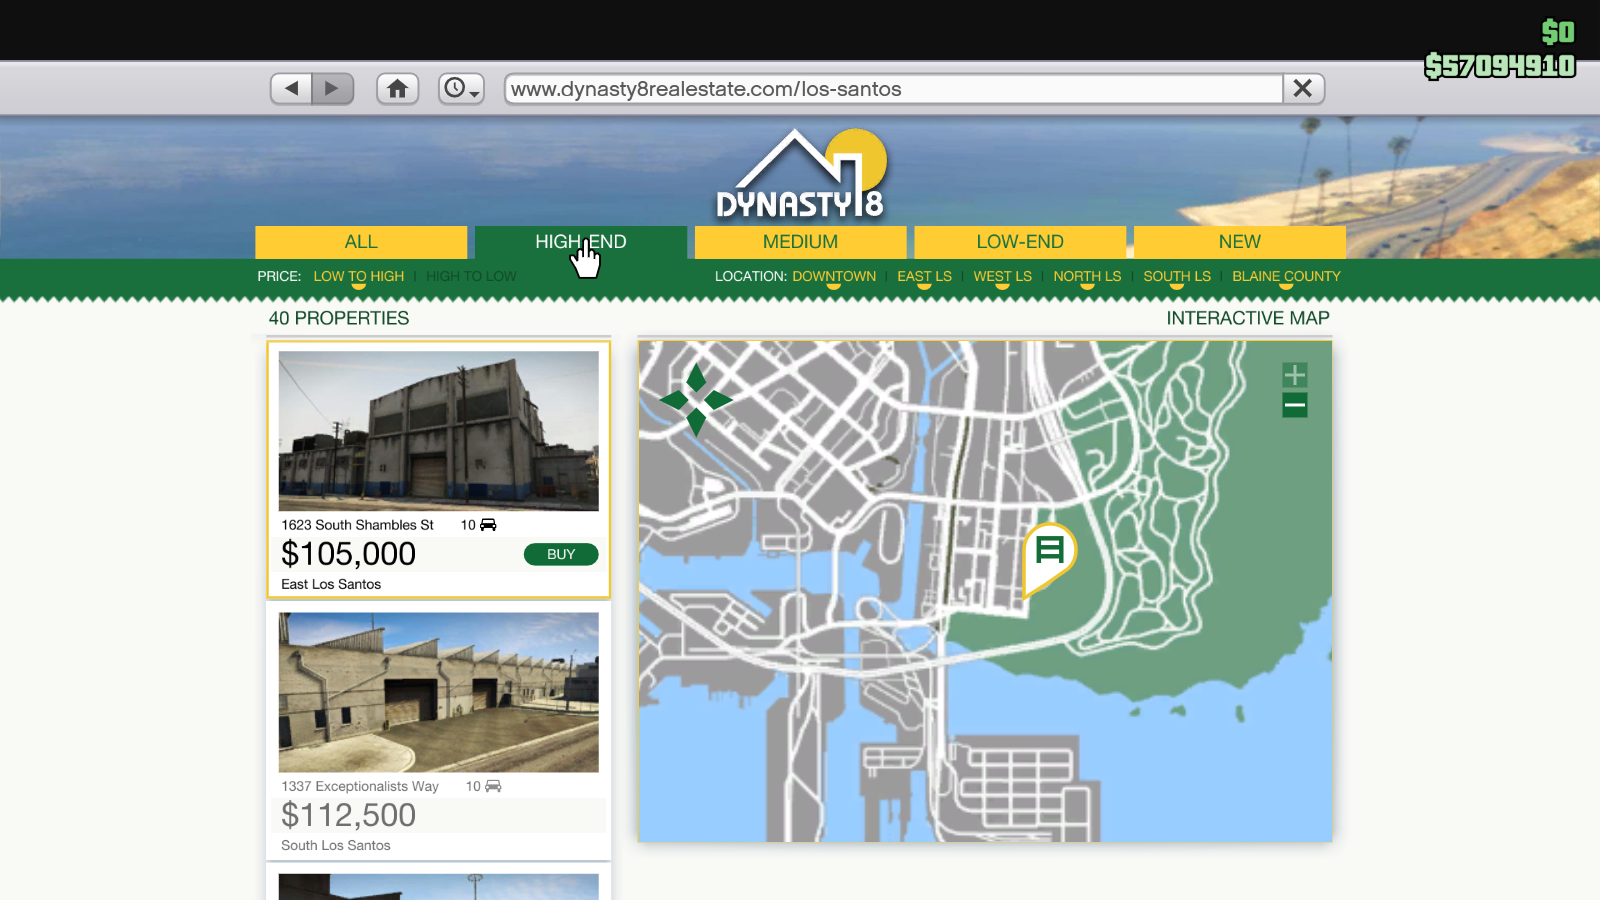 $0
$57094910
www.dynasty8realestate.com/los-santos
DYNASTY 8
ALL
HIGH-END
MEDIUM
LOW-END
NEW
PRICE: LOW TO HIGH | HIGH TO LOW
LOCATION: DOWNTOWN | EAST LS | WEST LS | NORTH LS | SOUTH LS | BLAINE COUNTY
40 PROPERTIES
INTERACTIVE MAP
1623 South Shambles St 10
$105,000
BUY
East Los Santos
1337 Exceptionalists Way 10
$112,500
South Los Santos